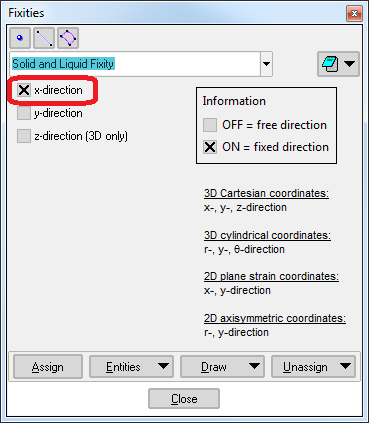 Fixities
Solid and Liquid Fixity
x-direction
y-direction
z-direction (3D only)
Information
OFF = free direction
ON = fixed direction
3D Cartesian coordinates:
x-, y-, z-direction
3D cylindrical coordinates:
r-, y-, θ-direction
2D plane strain coordinates:
x-, y-direction
2D axisymmetric coordinates:
r-, y-direction
Assign Entities Draw Unassign
Close